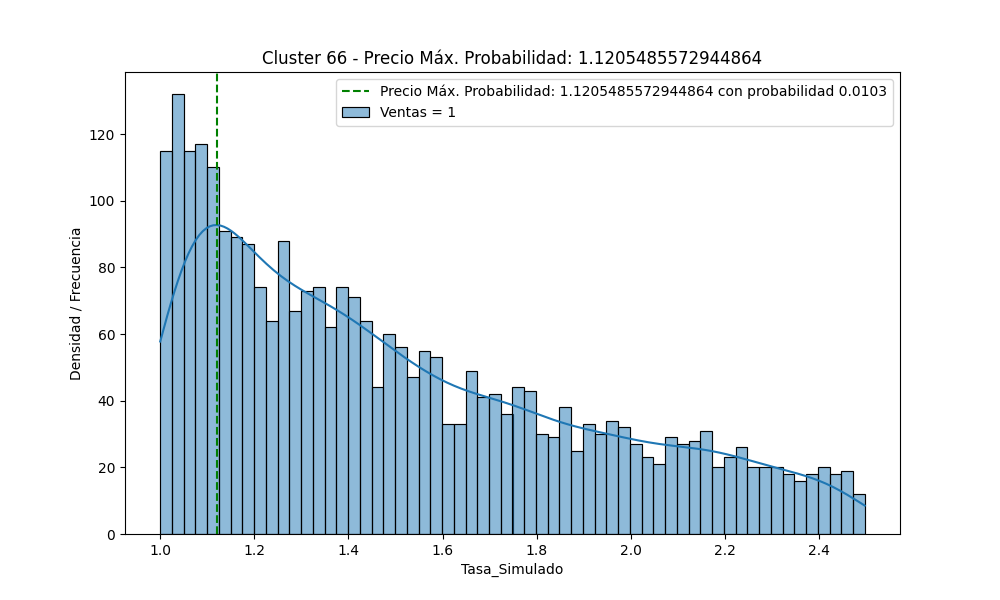 Cluster 66 - Precio Máx. Probabilidad: 1.1205485572944864
Precio Máx. Probabilidad: 1.1205485572944864 con probabilidad 0.0103
Ventas = 1
Densidad / Frecuencia
120
100
80
60
40
20
0
1.0 1.2 1.4 1.6 1.8 2.0 2.2 2.4
Tasa_Simulado